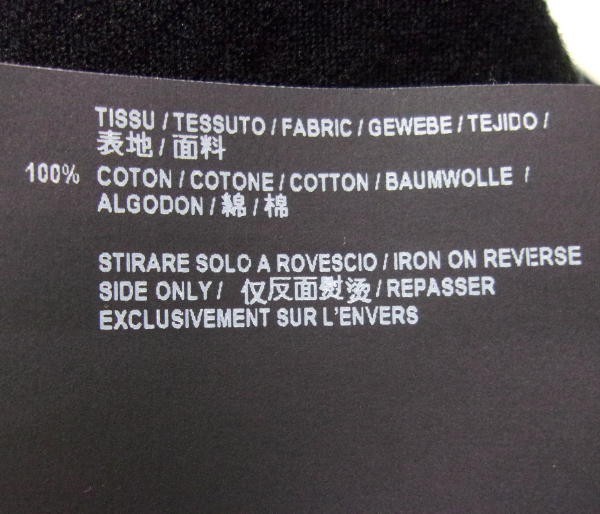 TISSU / TESSUTO / FABRIC / GEWEBE / TEJIDO /
表地 / 面料
100% COTON / COTONE / COTTON / BAUMWOLLE /
ALGODON / 綿 / 棉
STIRARE SOLO A ROVESCIO / IRON ON REVERSE
SIDE ONLY / 仅反面熨烫 / REPASSER
EXCLUSIVEMENT SUR L'ENVERS